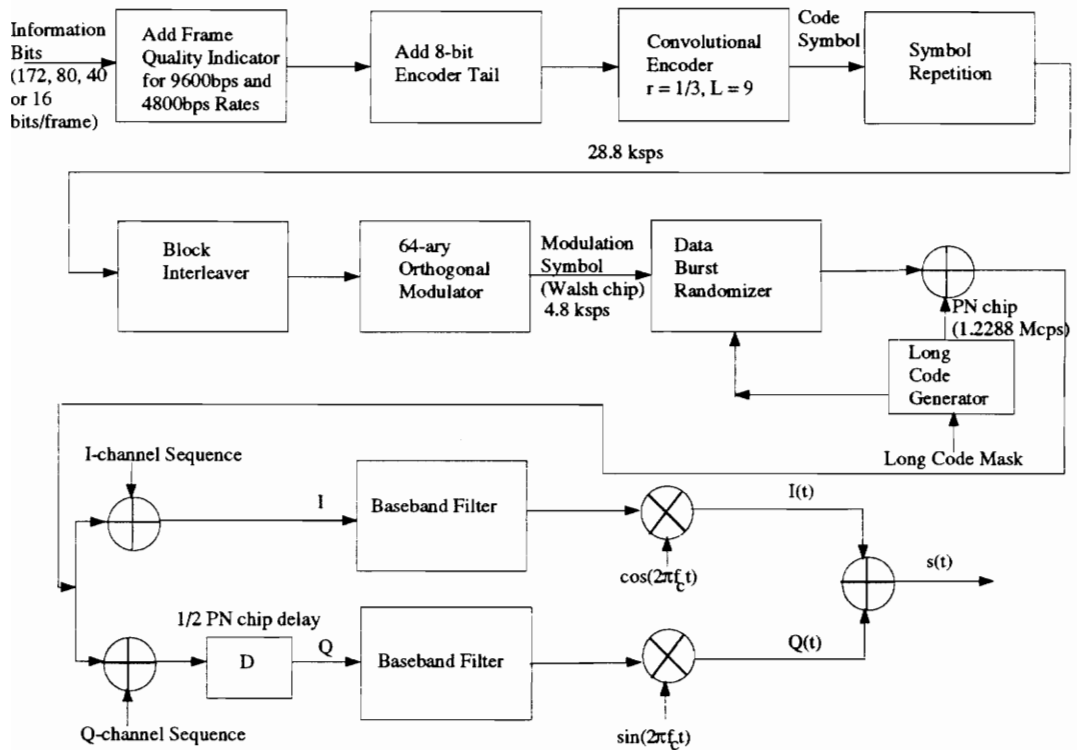 Information
Bits
(172, 80, 40
or 16
bits/frame)
Add Frame
Quality Indicator
for 9600bps and
4800bps Rates
Add 8-bit
Encoder Tail
Convolutional
Encoder
r = 1/3, L = 9
Code
Symbol
Symbol
Repetition
28.8 ksps
Block
Interleaver
64-ary
Orthogonal
Modulator
Modulation
Symbol
(Walsh chip)
4.8 ksps
Data
Burst
Randomizer
PN chip
(1.2288 Mcps)
Long
Code
Generator
Long Code Mask
I-channel Sequence
I
Baseband Filter
I(t)
cos(2πfct)
s(t)
1/2 PN chip delay
D
Q
Baseband Filter
Q(t)
Q-channel Sequence
sin(2πfct)